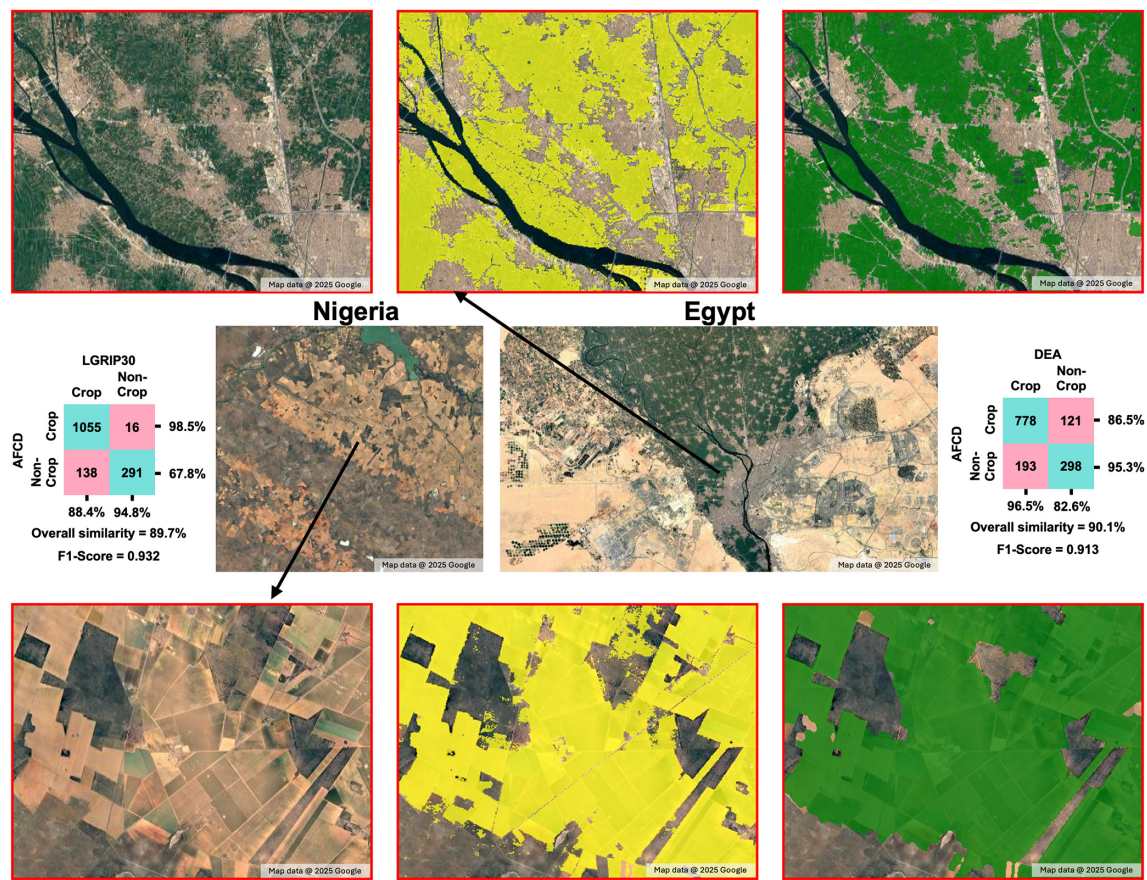 Map data @ 2025 Google
Map data @ 2025 Google
Map data @ 2025 Google
Nigeria
Egypt
LGRIP30
Crop
Non-
Crop
AFCD
Crop
1055
16
98.5%
Non-
Crop
138
291
67.8%
88.4%
94.8%
Overall similarity = 89.7%
F1-Score = 0.932
Map data @ 2025 Google
Map data @ 2025 Google
DEA
Crop
Non-
Crop
AFCD
Crop
778
121
86.5%
Non-
Crop
193
298
95.3%
96.5%
82.6%
Overall similarity = 90.1%
F1-Score = 0.913
Map data @ 2025 Google
Map data @ 2025 Google
Map data @ 2025 Google